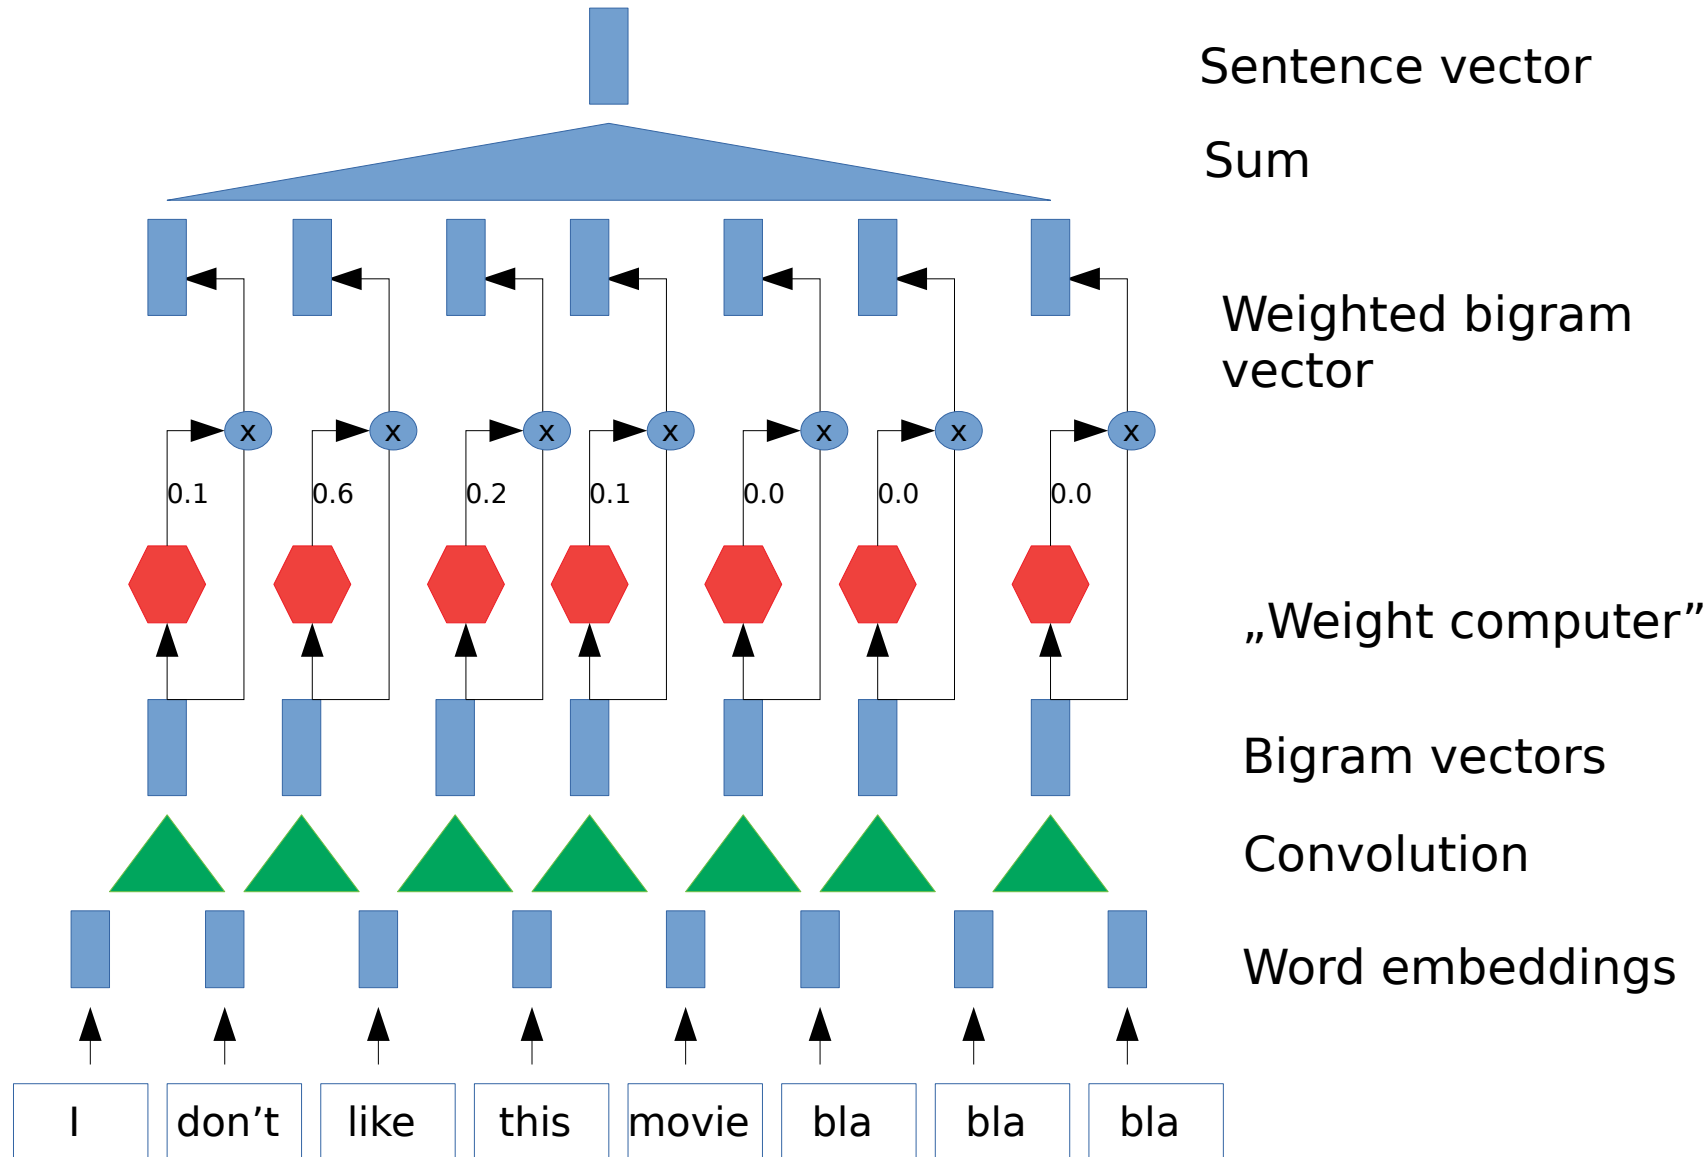 Sentence vector
Sum
Weighted bigram
vector
x x x x x x x
0.1 0.6 0.2 0.1 0.0 0.0 0.0
„Weight computer”
Bigram vectors
Convolution
Word embeddings
I don’t like this movie bla bla bla